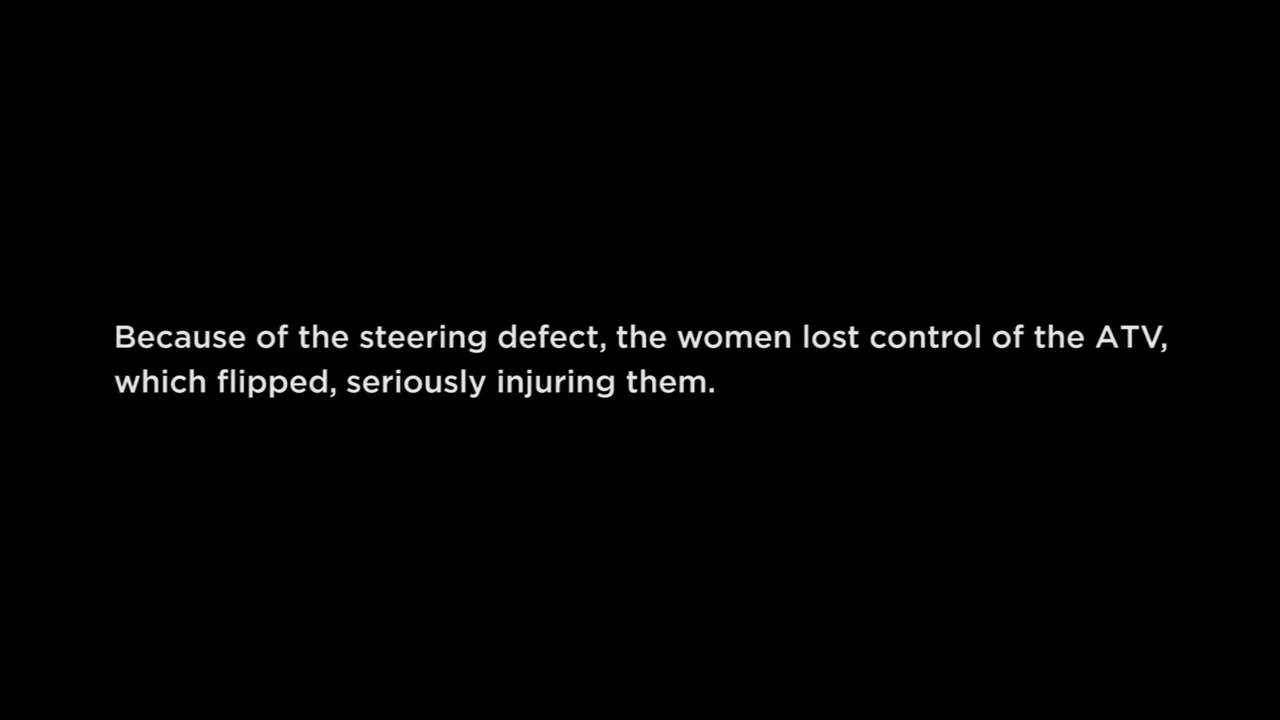 Because of the steering defect, the women lost control of the ATV,
which flipped, seriously injuring them.